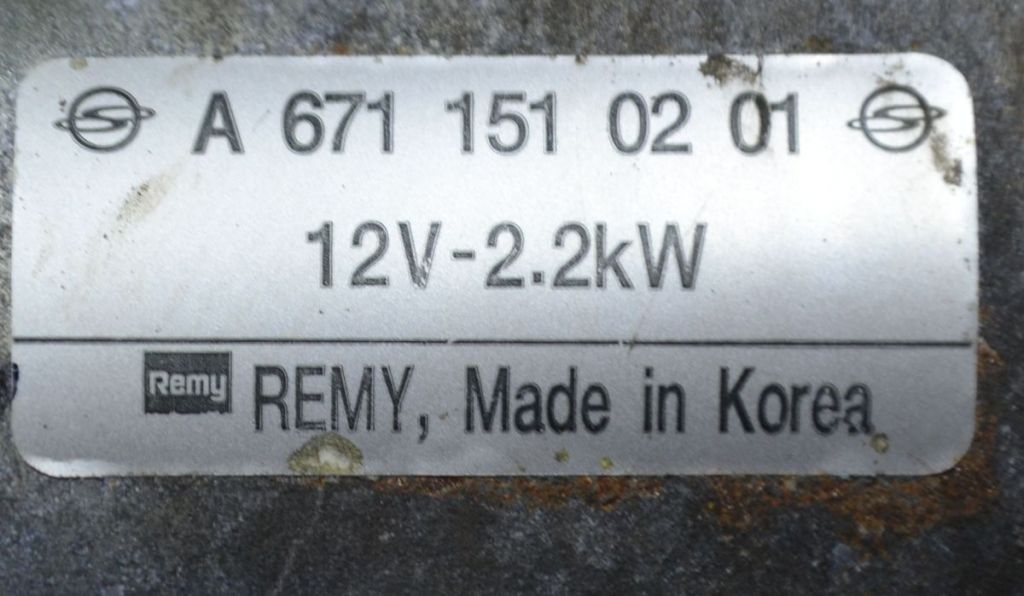 A 671 151 02 01
12V-2.2kW
Remy REMY, Made in Korea